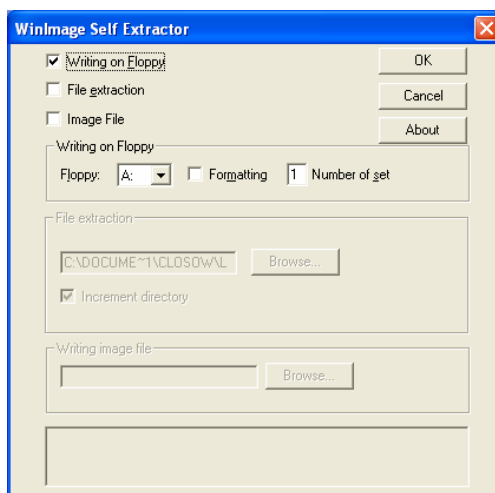 WinImage Self Extractor
Writing on Floppy
OK
File extraction
Cancel
Image File
About
Writing on Floppy
Floppy: A: Formatting 1 Number of set
File extraction
C:\DOCUME~1\CLOSOW\L Browse...
Increment directory
Writing image file
Browse...